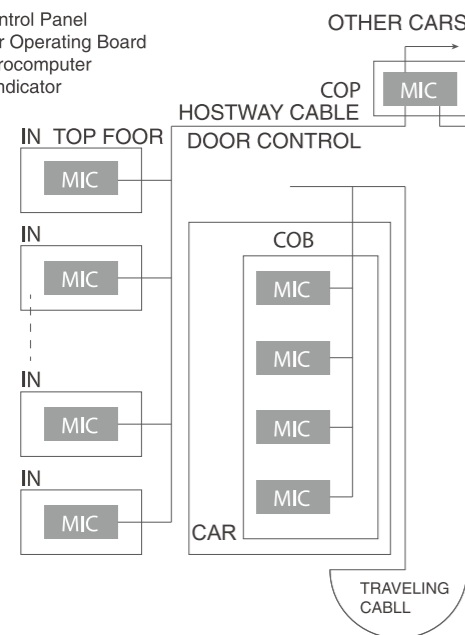 ntrol Panel
r Operating Board
rocomputer
ndicator
OTHER CARS
COP
MIC
HOSTWAY CABLE
IN TOP FOOR
DOOR CONTROL
MIC
IN
MIC
COB
MIC
MIC
IN
MIC
MIC
IN
MIC
MIC
CAR
TRAVELING
CABLL